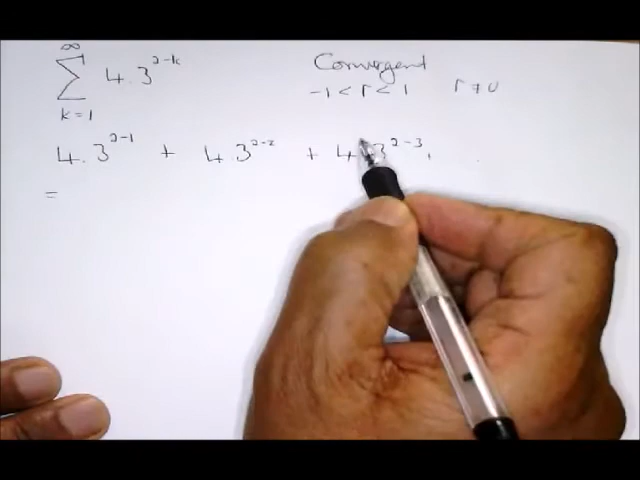 ∞
∑ 4.3^{2-k} Convergent
k=1 -1 < r < 1 r ≠ 0
4.3^{2-1} + 4.3^{2-2} + 4.3^{2-3},
=